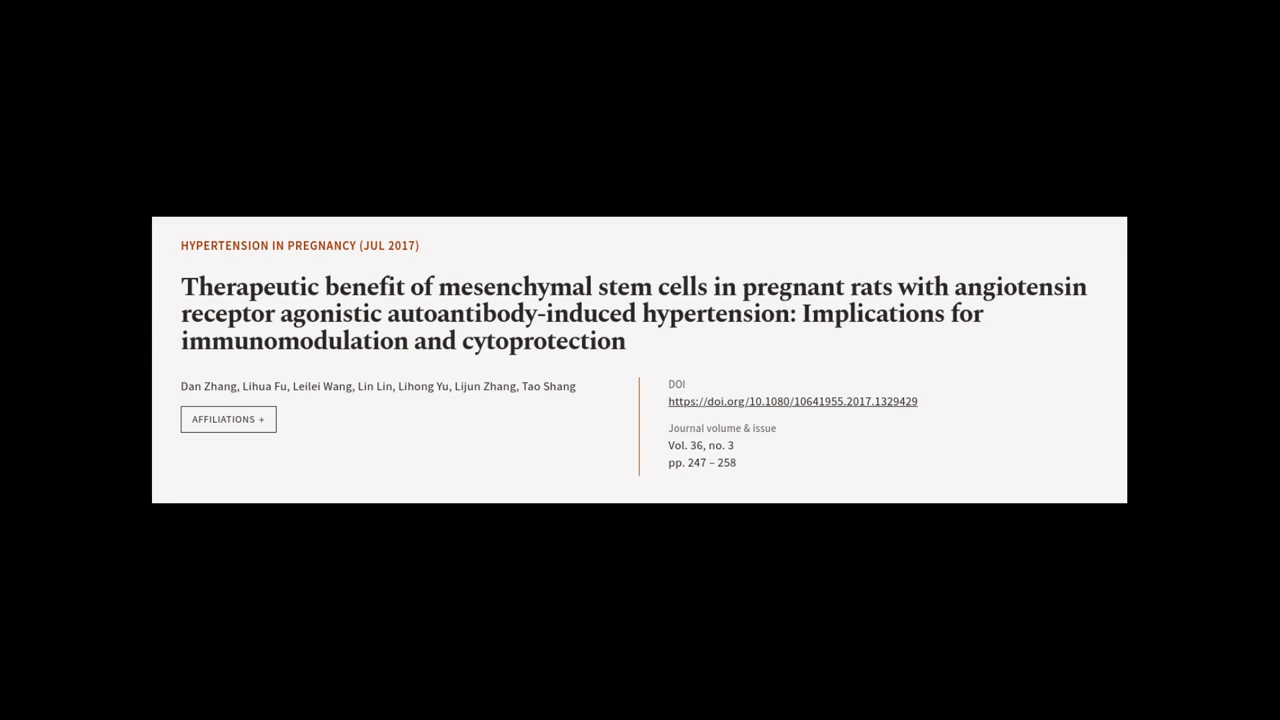 HYPERTENSION IN PREGNANCY (JUL 2017)
Therapeutic benefit of mesenchymal stem cells in pregnant rats with angiotensin
receptor agonistic autoantibody-induced hypertension: Implications for
immunomodulation and cytoprotection
Dan Zhang, Lihua Fu, Leilei Wang, Lin Lin, Lihong Yu, Lijun Zhang, Tao Shang
AFFILIATIONS +
DOI
https://doi.org/10.1080/10641955.2017.1329429
Journal volume & issue
Vol. 36, no. 3
pp. 247 – 258